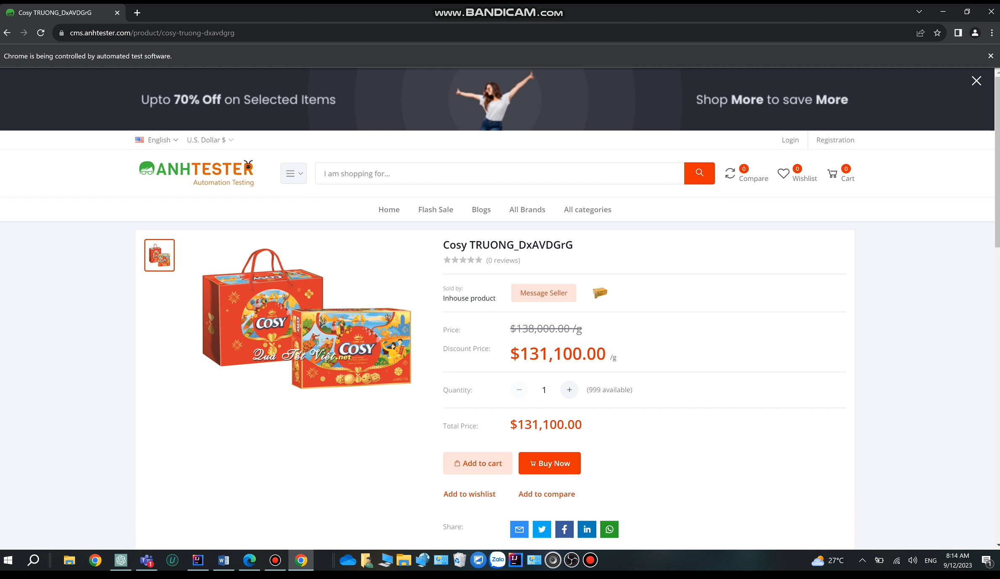 Cosy TRUONG_DxAVDGrG
www.BANDICAM.com
cms.anhtester.com/product/cosy-truong-dxavdgrg
Chrome is being controlled by automated test software.
Upto 70% Off on Selected Items
Shop More to save More
English
U.S. Dollar $
Login
Registration
ANHTESTER
Automation Testing
I am shopping for...
0
Compare
0
Wishlist
0
Cart
Home
Flash Sale
Blogs
All Brands
All categories
COSY
KINH DO
COSY
Quà Tết Việt.net
Cosy TRUONG_DxAVDGrG
(0 reviews)
Sold by:
Inhouse product
Message Seller
Price:
$138,000.00 /g
Discount Price:
$131,100.00 /g
Quantity:
1
(999 available)
Total Price:
$131,100.00
Add to cart
Buy Now
Add to wishlist
Add to compare
Share:
Zalo
27°C
ENG
8:14 AM
9/12/2023
1